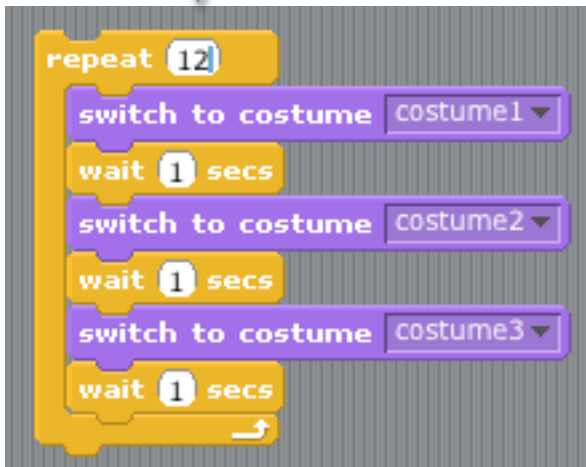 repeat 12
switch to costume costume1
wait 1 secs
switch to costume costume2
wait 1 secs
switch to costume costume3
wait 1 secs